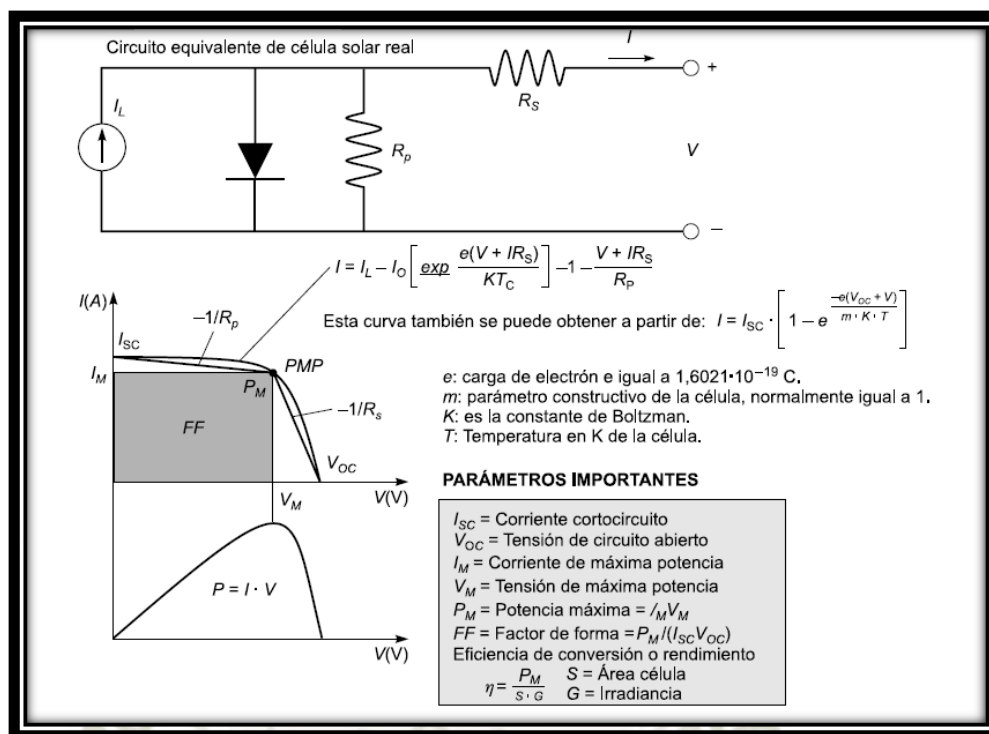 Circuito equivalente de célula solar real
I
+
I_L
R_S
R_p
V
−
I = I_L – I_O [ exp e(V + IR_S) / KT_C ] –1 – V + IR_S / R_P
I(A)
−1/R_p
Esta curva también se puede obtener a partir de: I = I_SC · [ 1 – e^(–e(V_OC + V) / m · K · T) ]
I_SC
I_M
PMP
P_M
−1/R_s
FF
V_OC
V_M
V(V)
e: carga de electrón e igual a 1,6021·10^−19 C.
m: parámetro constructivo de la célula, normalmente igual a 1.
K: es la constante de Boltzman.
T: Temperatura en K de la célula.
PARÁMETROS IMPORTANTES
I_SC = Corriente cortocircuito
V_OC = Tensión de circuito abierto
I_M = Corriente de máxima potencia
V_M = Tensión de máxima potencia
P_M = Potencia máxima = /_M V_M
FF = Factor de forma = P_M/(I_SC V_OC)
Eficiencia de conversión o rendimiento
η = P_M / S · G
S = Área célula
G = Irradiancia
P = I · V
V(V)